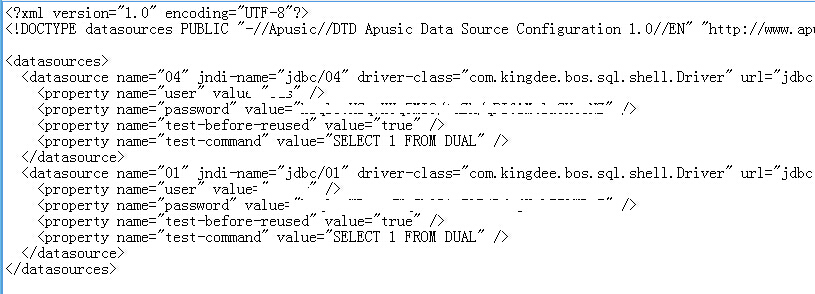 <?xml version="1.0" encoding="UTF-8"?>
<!DOCTYPE datasources PUBLIC "-//Apusic//DTD Apusic Data Source Configuration 1.0//EN" "http://www.apu
<datasources>
<datasource name="04" jndi-name="jdbc/04" driver-class="com.kingdee.bos.sql.shell.Driver" url="jdbc
<property name="user" value " />
<property name="password" value=" />
<property name="test-before-reused" value="true" />
<property name="test-command" value="SELECT 1 FROM DUAL" />
</datasource>
<datasource name="01" jndi-name="jdbc/01" driver-class="com.kingdee.bos.sql.shell.Driver" url="jdbc
<property name="user" value=" " />
<property name="password" value=" " />
<property name="test-before-reused" value="true" />
<property name="test-command" value="SELECT 1 FROM DUAL" />
</datasource>
</datasources>